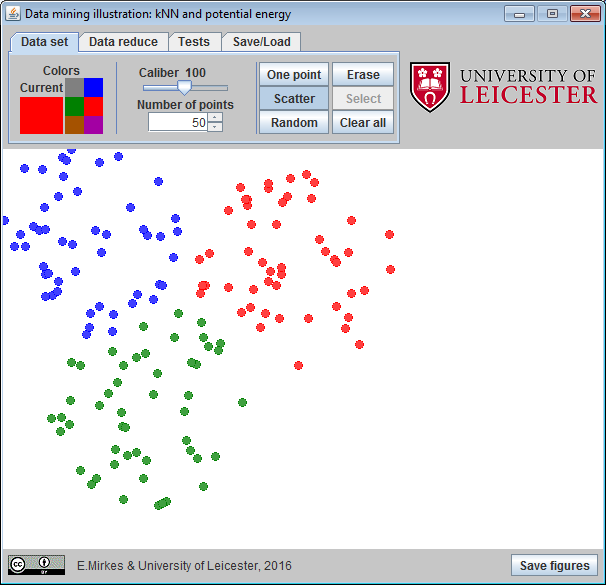 Data mining illustration: kNN and potential energy
Data set Data reduce Tests Save/Load
Colors
Current
Caliber 100
Number of points
50
One point Erase
Scatter Select
Random Clear all
UNIVERSITY OF
LEICESTER
cc BY
E.Mirkes & University of Leicester, 2016
Save figures